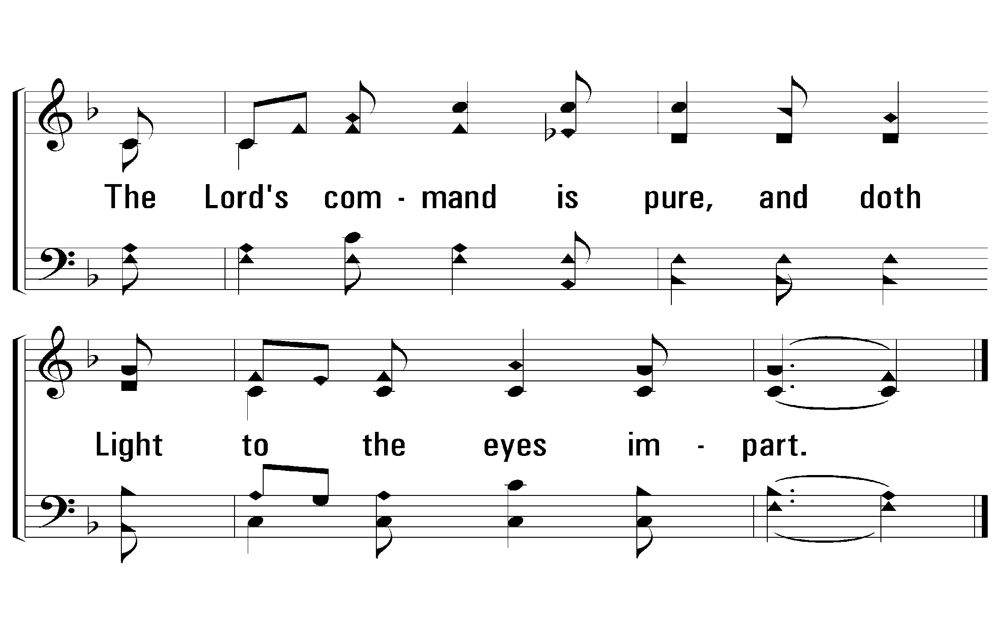 The Lord's com - mand is pure, and doth
Light to the eyes im - part.